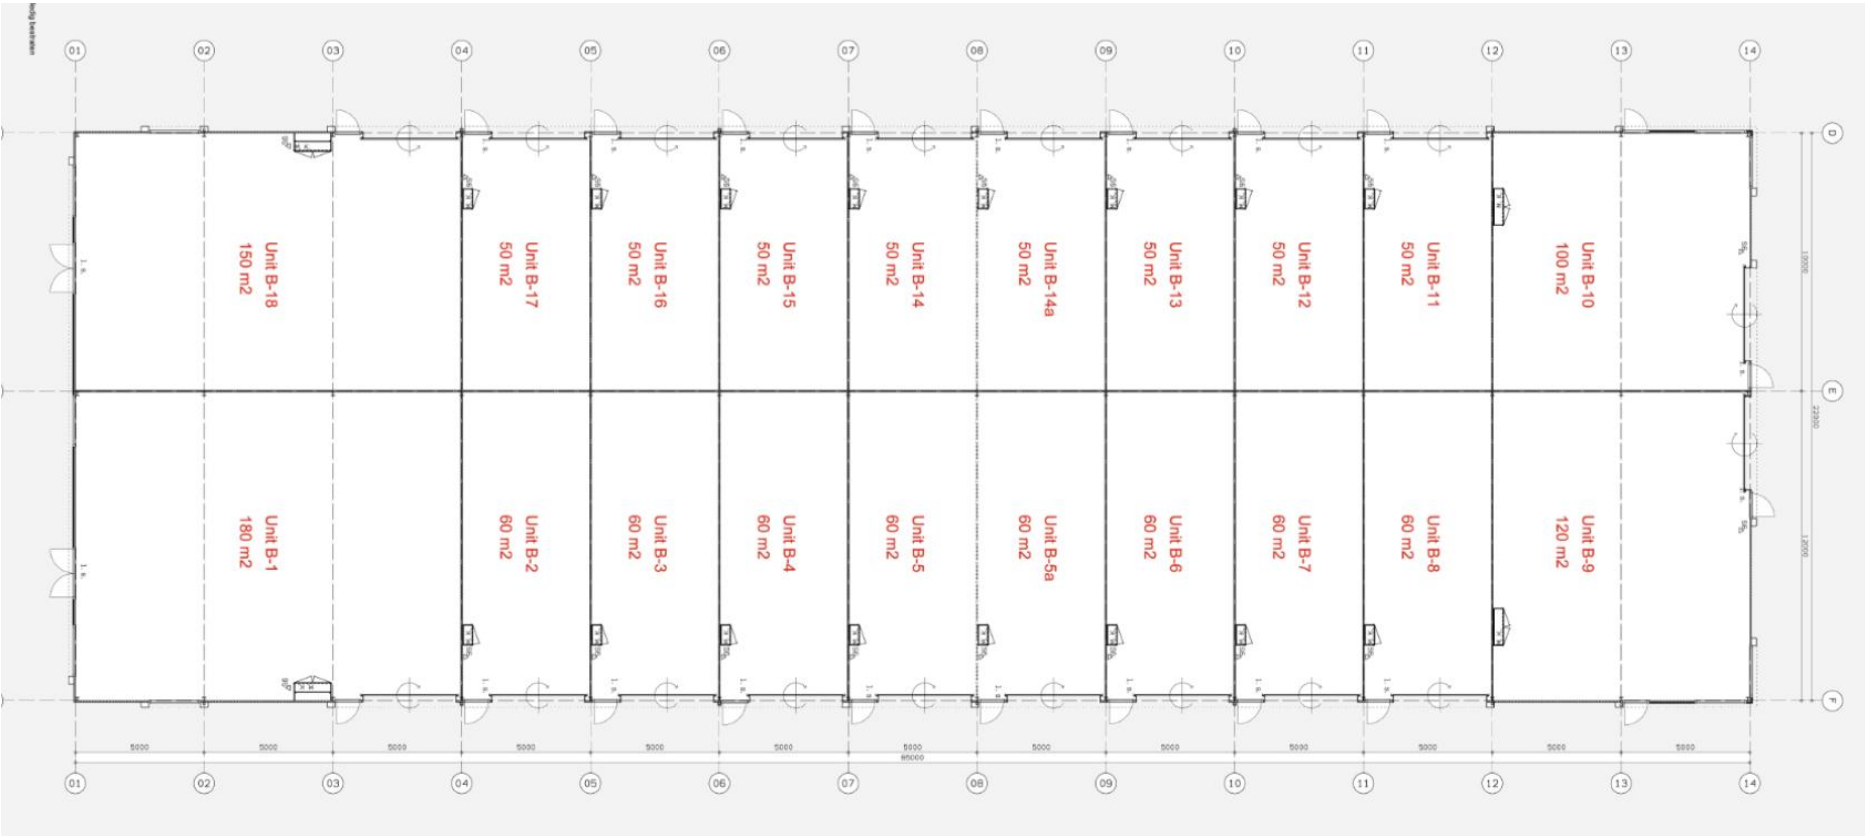 ledig bestraten
01 02 03 04 05 06 07 08 09 10 11 12 13 14
D
E
F
Unit B-18
150 m2
Unit B-17
50 m2
Unit B-16
50 m2
Unit B-15
50 m2
Unit B-14
50 m2
Unit B-14a
50 m2
Unit B-13
50 m2
Unit B-12
50 m2
Unit B-11
50 m2
Unit B-10
100 m2
10000
22000
12000
Unit B-1
180 m2
Unit B-2
60 m2
Unit B-3
60 m2
Unit B-4
60 m2
Unit B-5
60 m2
Unit B-5a
60 m2
Unit B-6
60 m2
Unit B-7
60 m2
Unit B-8
60 m2
Unit B-9
120 m2
5000 5000 5000 5000 5000 5000 5000 5000 5000 5000 5000 5000 5000
65000
01 02 03 04 05 06 07 08 09 10 11 12 13 14